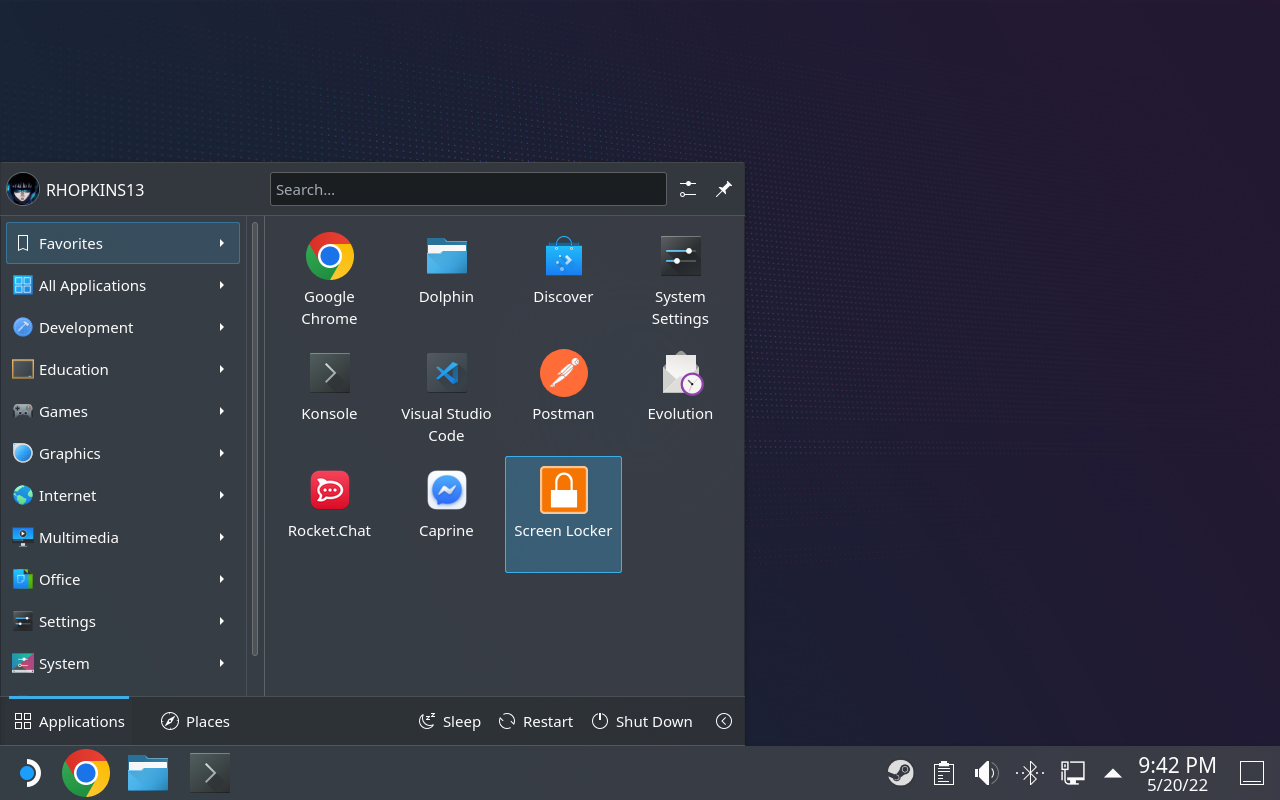 RHOPKINS13
Search...
Favorites
All Applications
Development
Education
Games
Graphics
Internet
Multimedia
Office
Settings
System
Google
Chrome
Dolphin
Discover
System
Settings
Konsole
Visual Studio
Code
Postman
Evolution
Rocket.Chat
Caprine
Screen Locker
Applications
Places
Sleep
Restart
Shut Down
9:42 PM
5/20/22